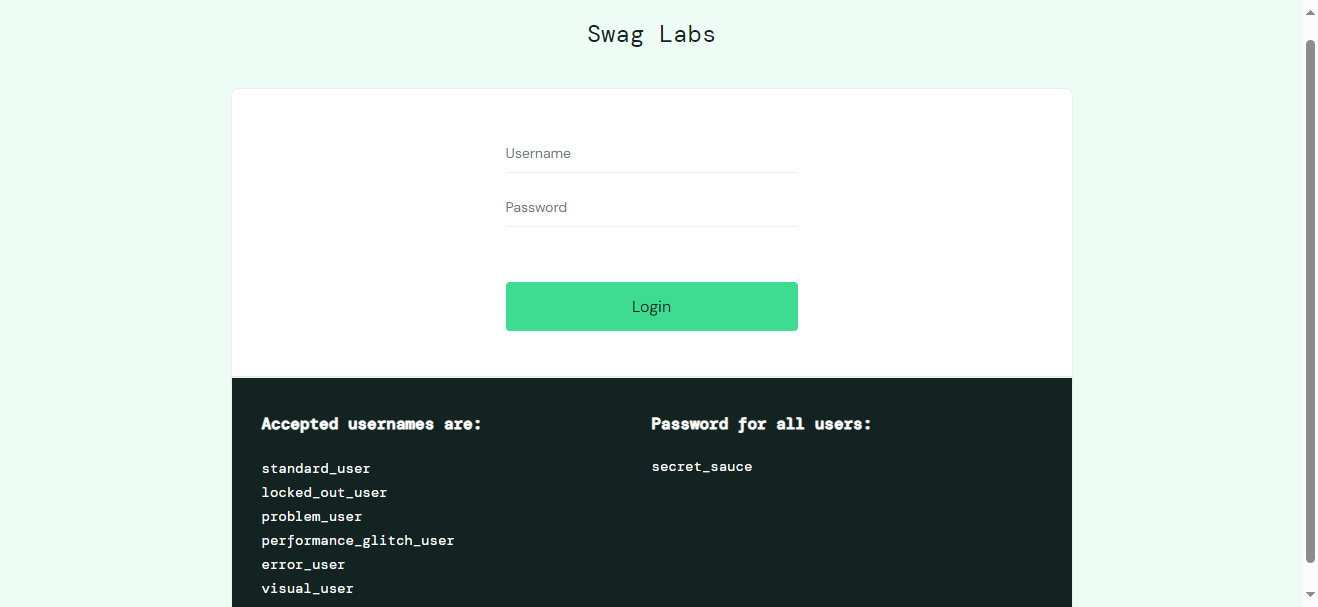 Swag Labs
Username
Password
Login
Accepted usernames are:
standard_user
locked_out_user
problem_user
performance_glitch_user
error_user
visual_user
Password for all users:
secret_sauce